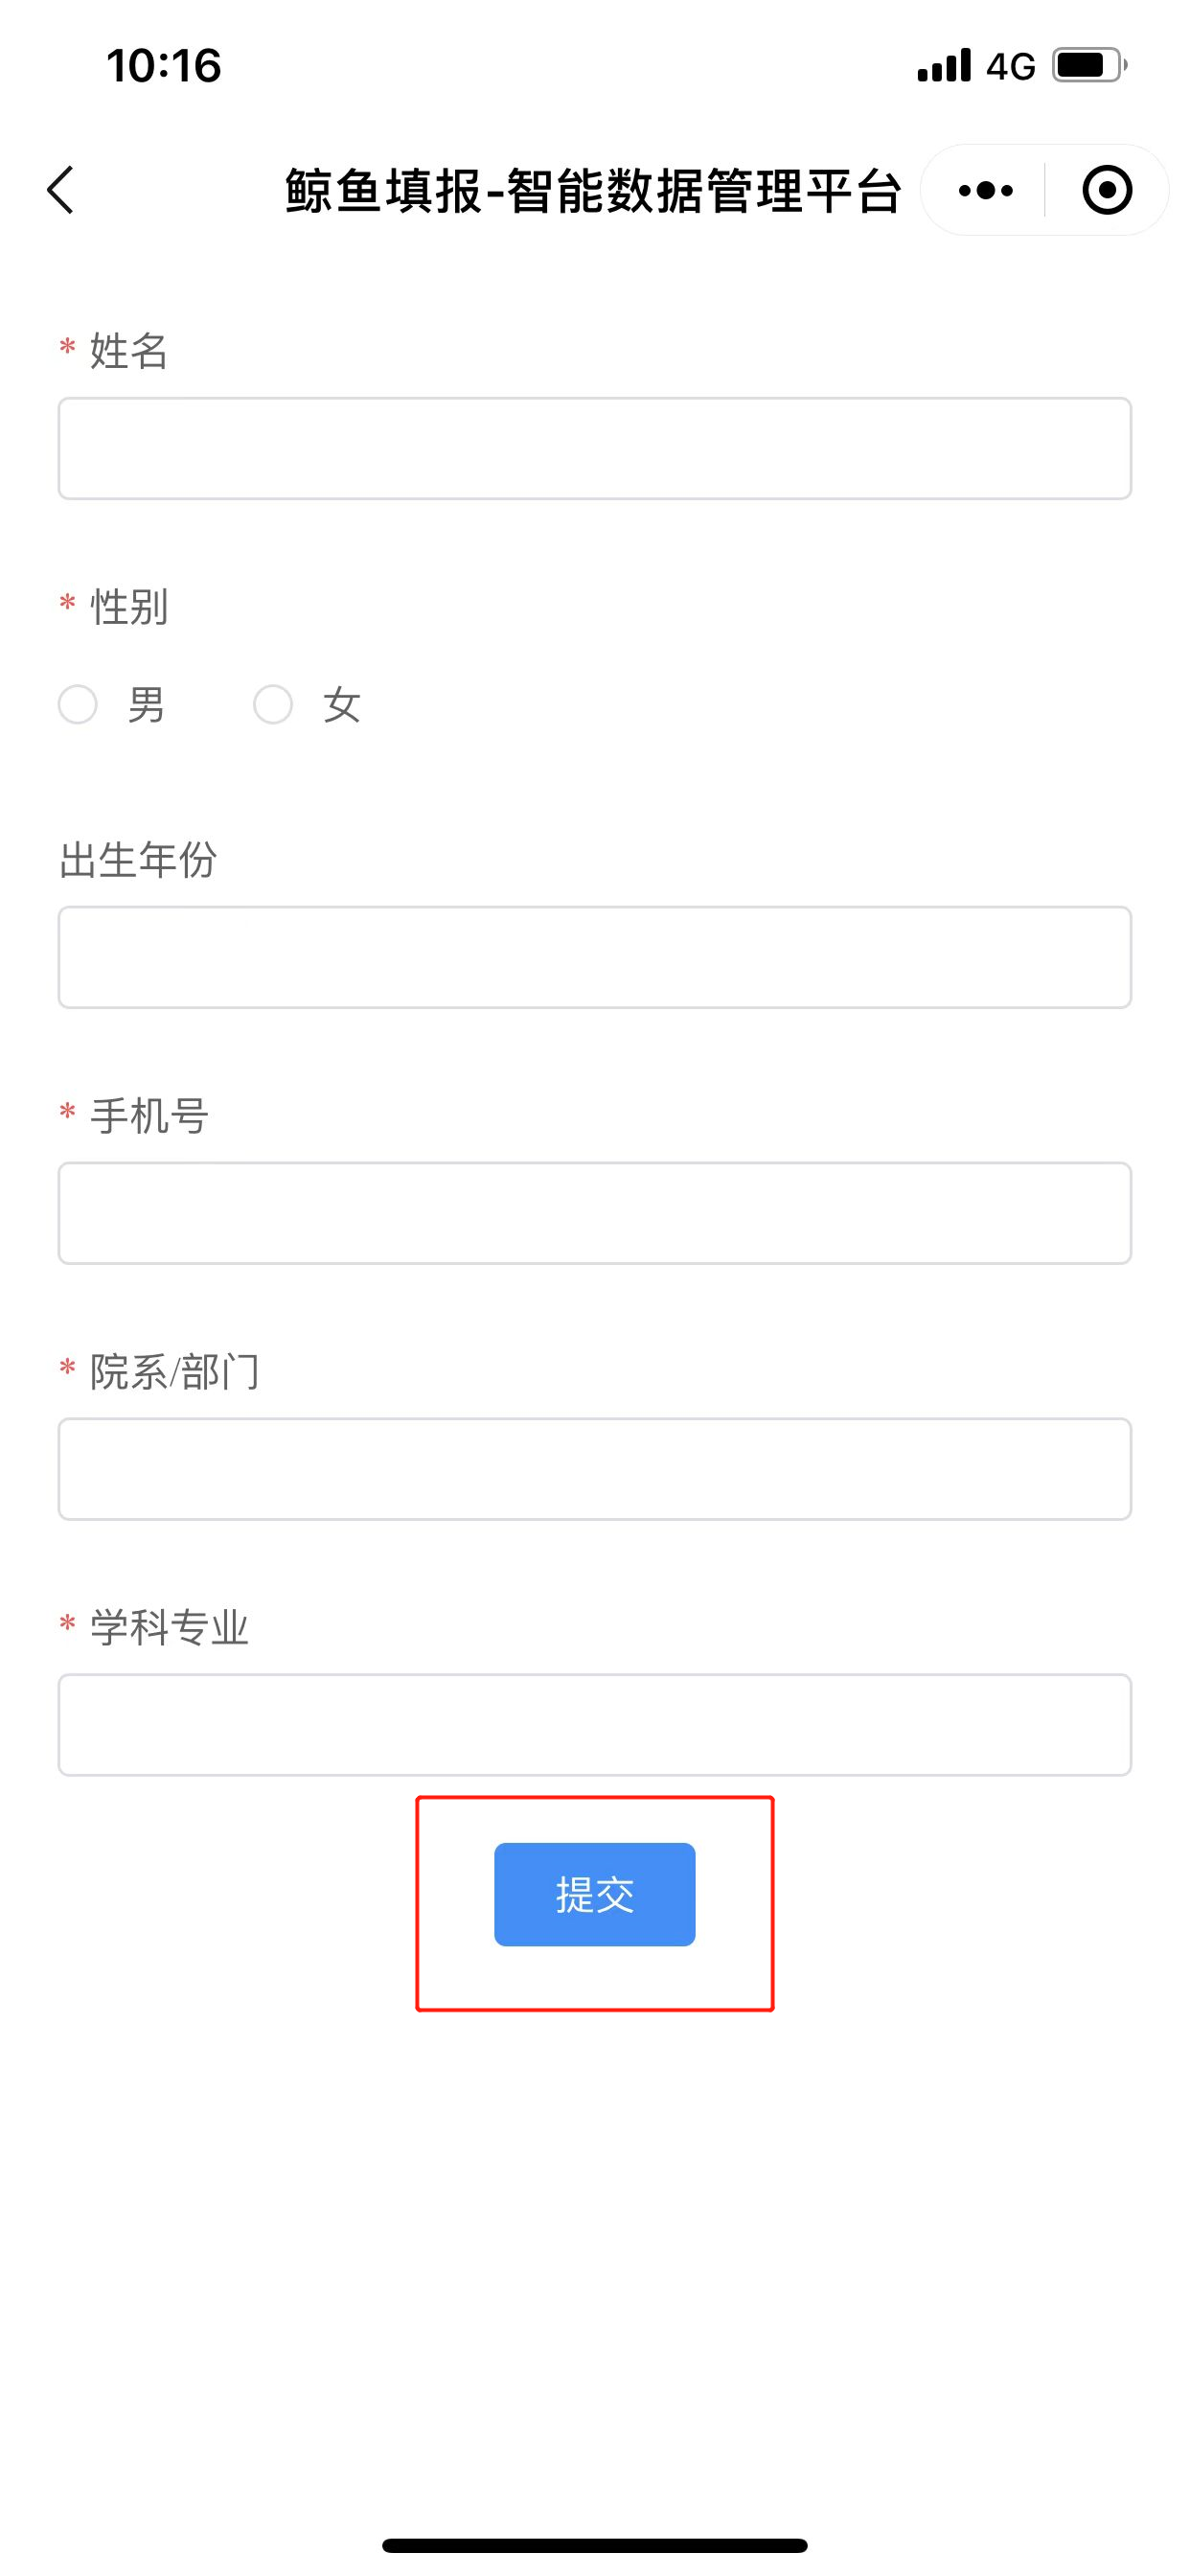 10:16 4G
鲸鱼填报-智能数据管理平台
* 姓名
* 性别
男 女
出生年份
* 手机号
* 院系/部门
* 学科专业
提交